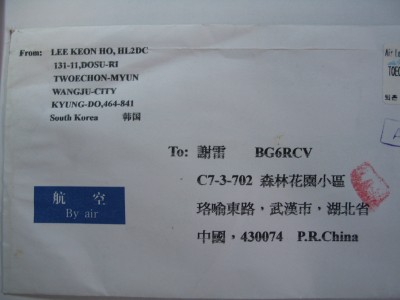 From: LEE KEON HO, HL2DC
131-11,DOSU-RI
TWOECHON-MYUN
WANGJU-CITY
KYUNG-DO,464-841
South Korea 韩国
To: 謝雷 BG6RCV
C7-3-702 森林花園小區
珞喻東路，武漢市，湖北省
中國，430074 P.R.China
航 空
By air